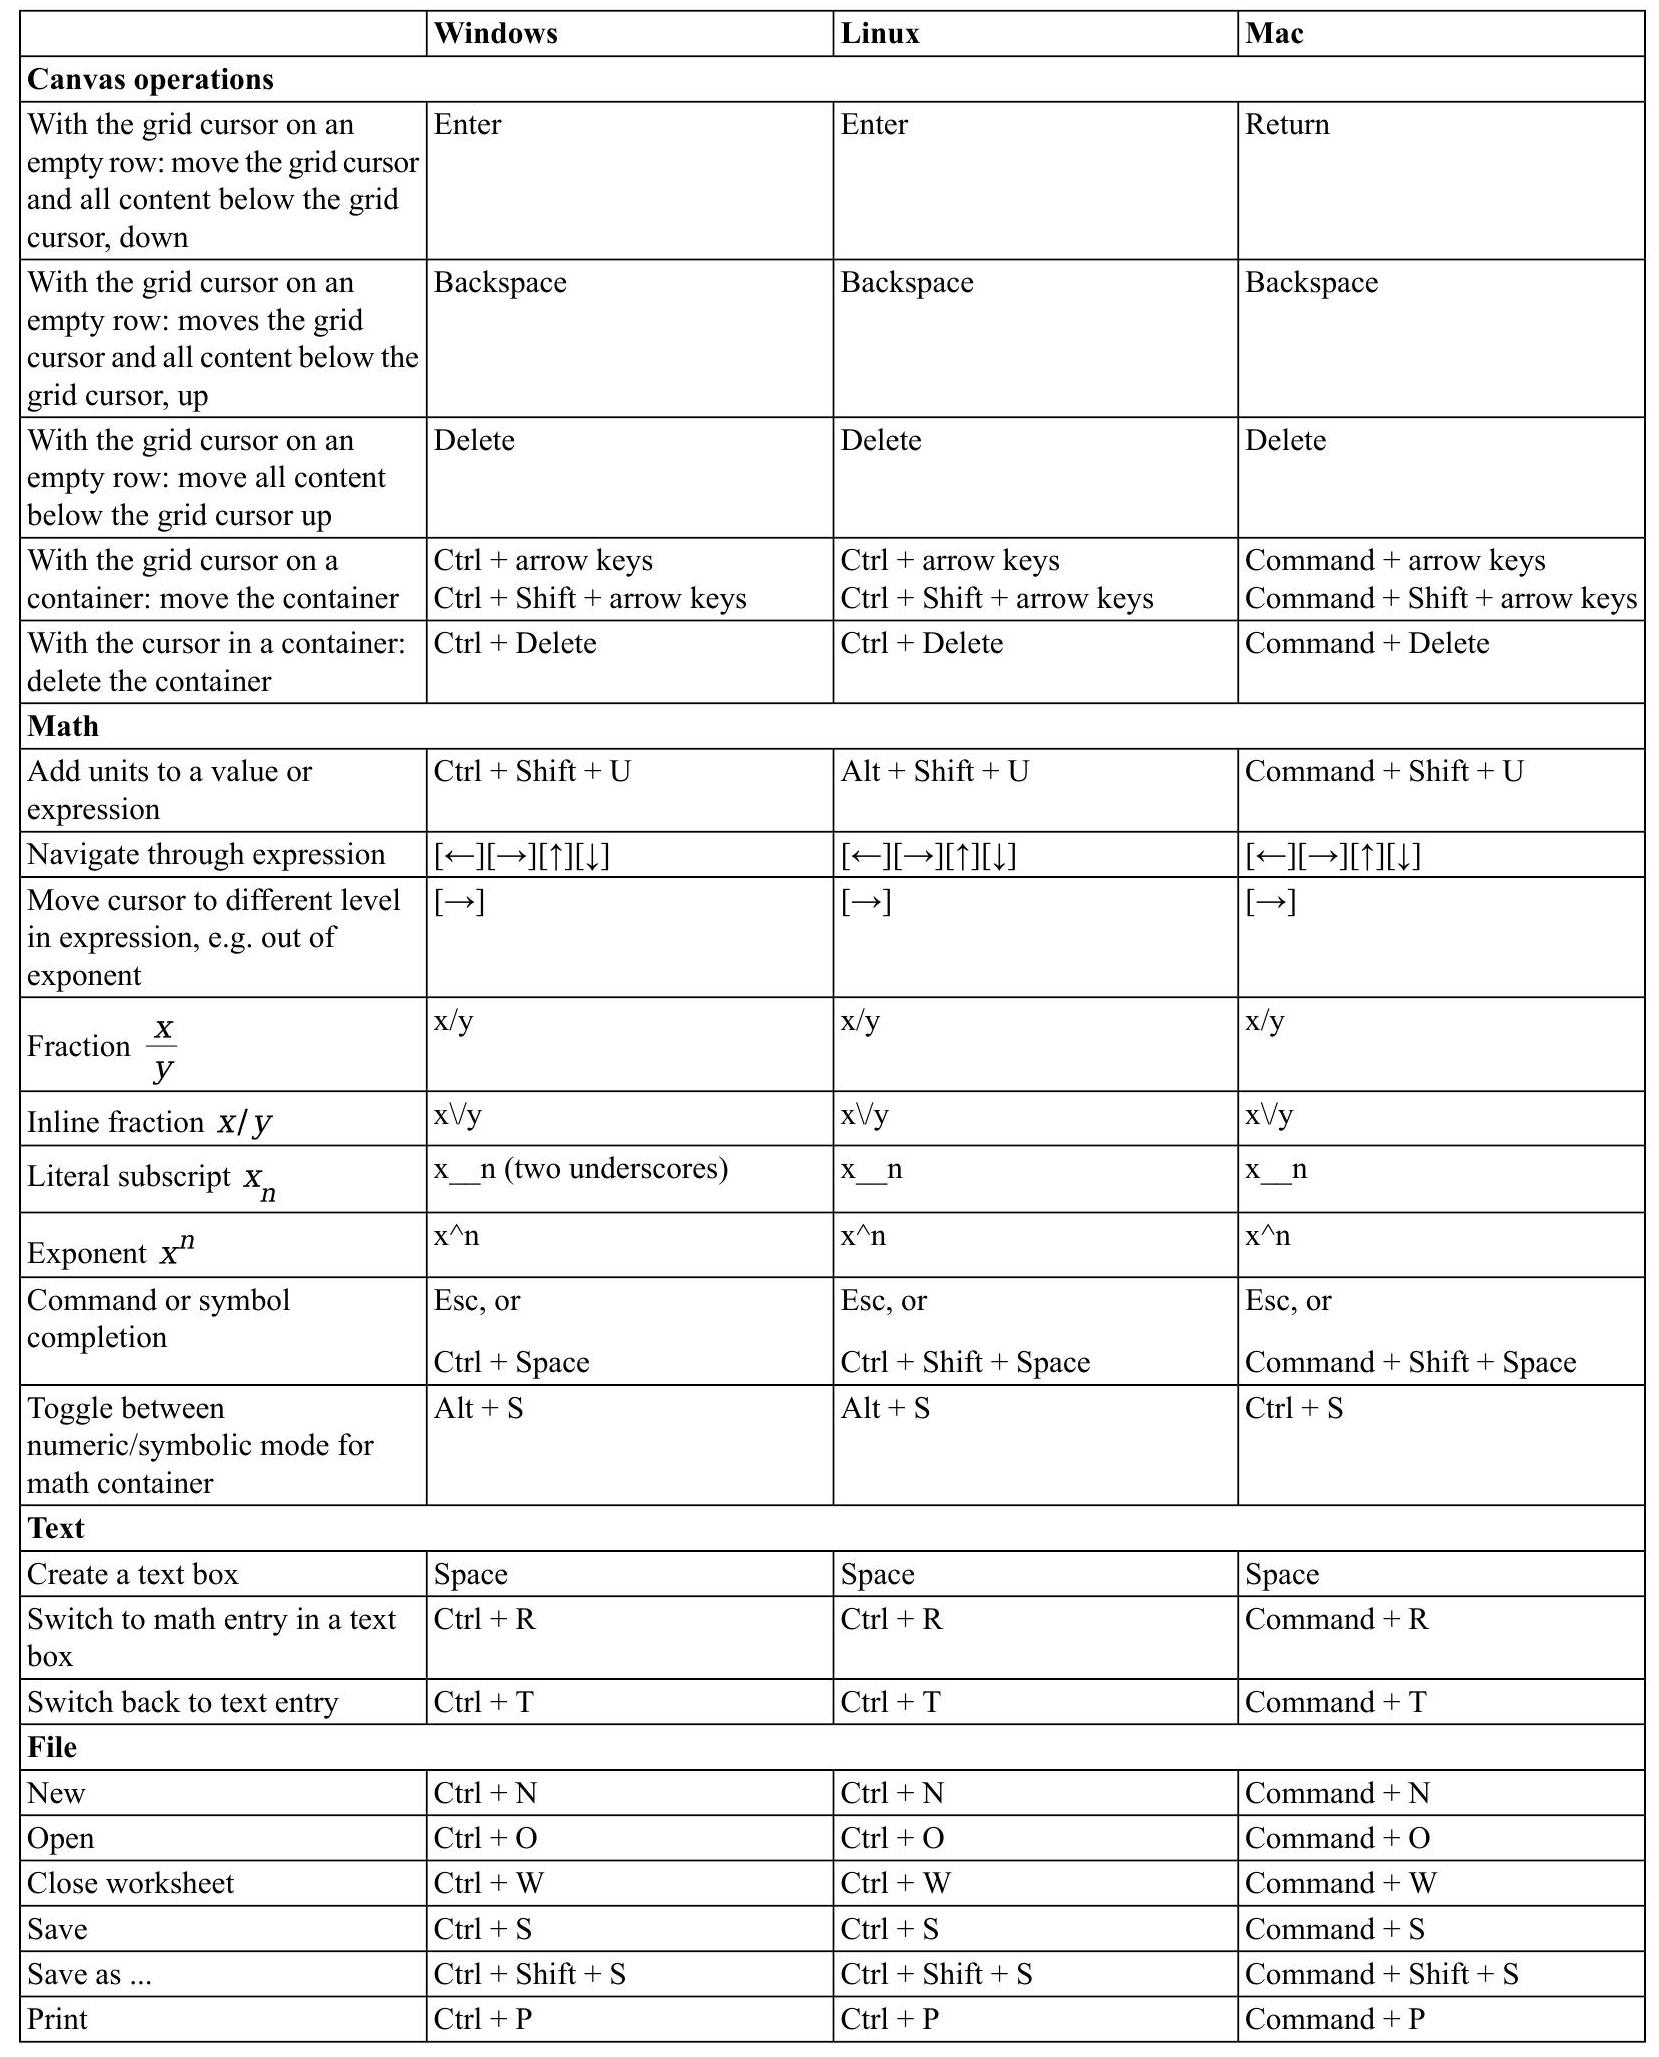 Windows Linux Mac
Canvas operations
With the grid cursor on an Enter Enter Return
empty row: move the grid cursor
and all content below the grid
cursor, down
With the grid cursor on an Backspace Backspace Backspace
empty row: moves the grid
cursor and all content below the
grid cursor, up
With the grid cursor on an Delete Delete Delete
empty row: move all content
below the grid cursor up
With the grid cursor on a Ctrl + arrow keys Ctrl + arrow keys Command + arrow keys
container: move the container Ctrl + Shift + arrow keys Ctrl + Shift + arrow keys Command + Shift + arrow keys
With the cursor in a container: Ctrl + Delete Ctrl + Delete Command + Delete
delete the container
Math
Add units to a value or Ctrl + Shift + U Alt + Shift + U Command + Shift + U
expression
Navigate through expression [←][→][↑][↓] [←][→][↑][↓] [←][→][↑][↓]
Move cursor to different level [→] [→] [→]
in expression, e.g. out of
exponent
Fraction x/y x/y x/y x/y
Inline fraction x/y x\/y x\/y x\/y
Literal subscript x_n x__n (two underscores) x__n x__n
Exponent x^n x^n x^n x^n
Command or symbol Esc, or Esc, or Esc, or
completion
Ctrl + Space Ctrl + Shift + Space Command + Shift + Space
Toggle between Alt + S Alt + S Ctrl + S
numeric/symbolic mode for
math container
Text
Create a text box Space Space Space
Switch to math entry in a text Ctrl + R Ctrl + R Command + R
box
Switch back to text entry Ctrl + T Ctrl + T Command + T
File
New Ctrl + N Ctrl + N Command + N
Open Ctrl + O Ctrl + O Command + O
Close worksheet Ctrl + W Ctrl + W Command + W
Save Ctrl + S Ctrl + S Command + S
Save as ... Ctrl + Shift + S Ctrl + Shift + S Command + Shift + S
Print Ctrl + P Ctrl + P Command + P